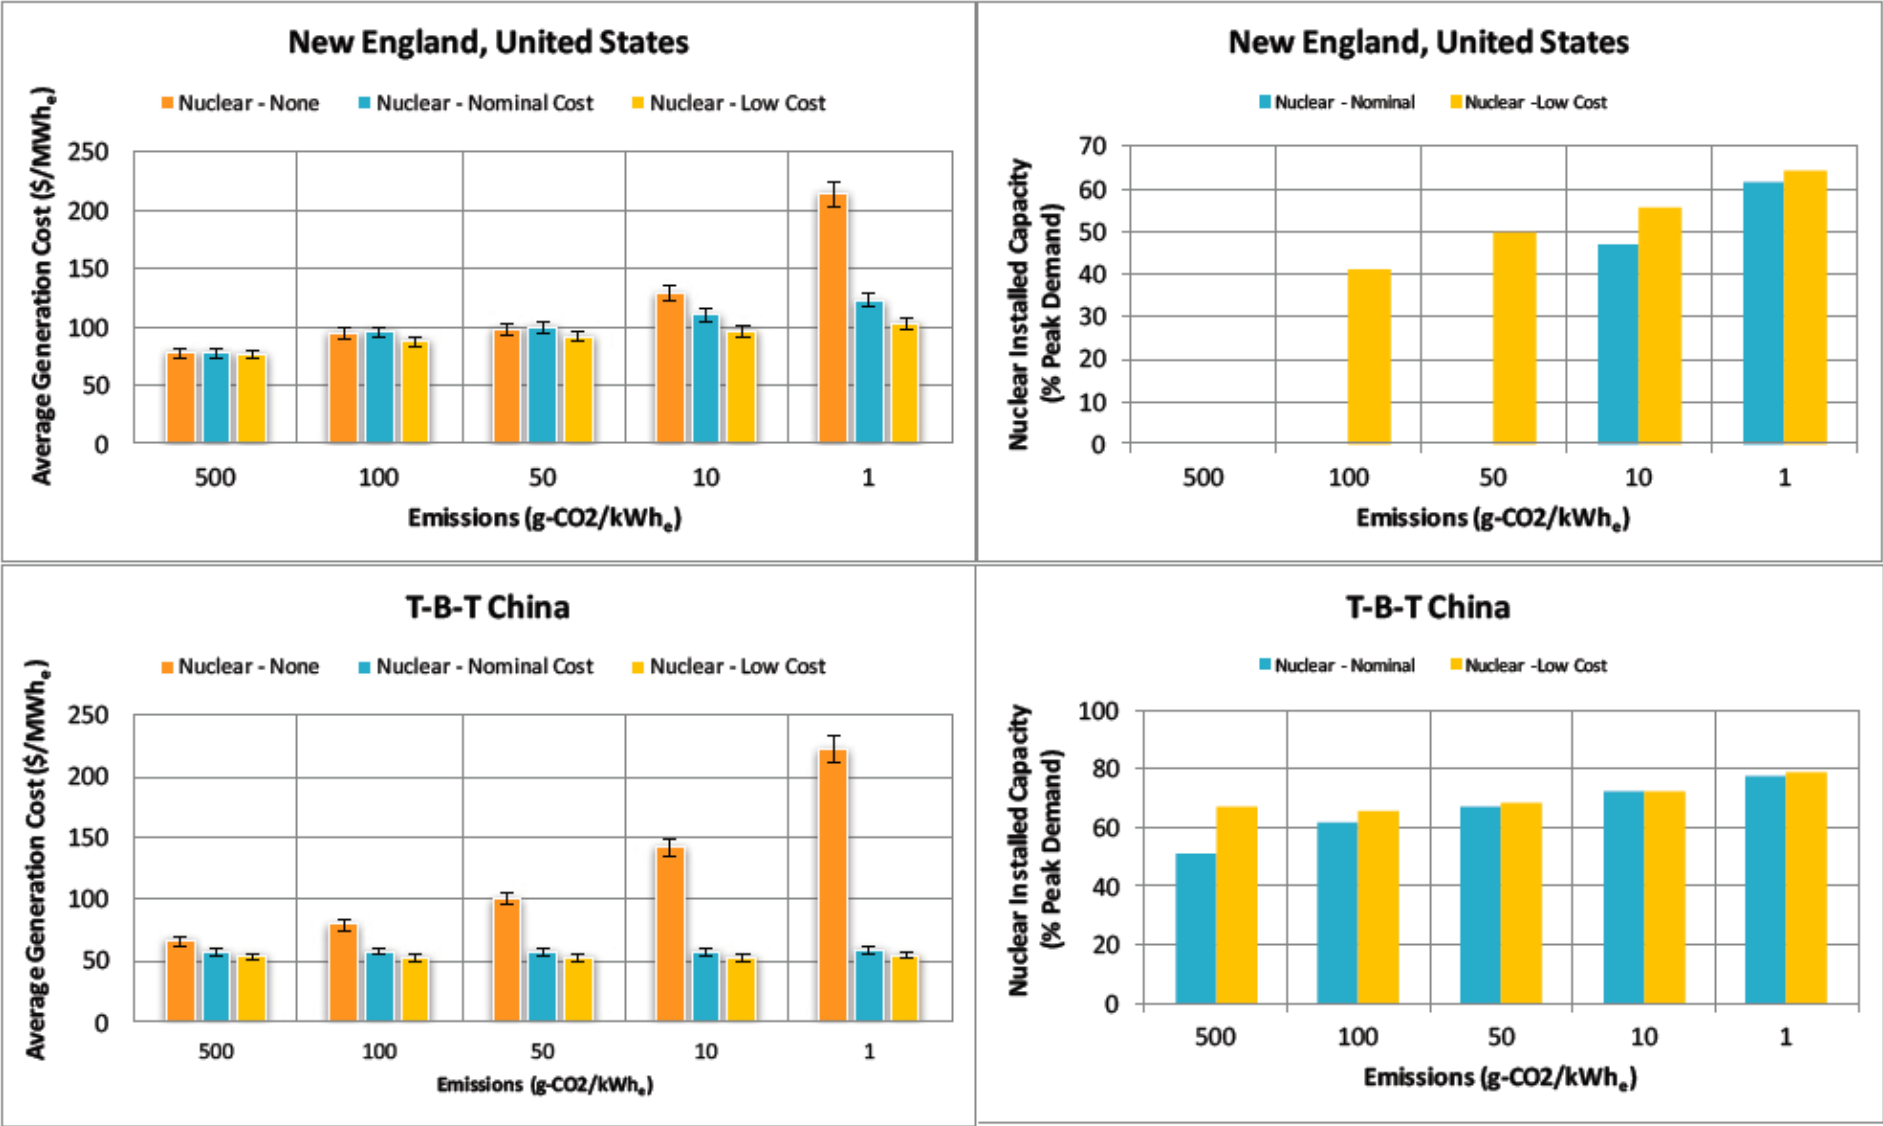 New England, United States
Nuclear - None Nuclear - Nominal Cost Nuclear - Low Cost
Average Generation Cost ($/MWhe)
250
200
150
100
50
0
500 100 50 10 1
Emissions (g-CO2/kWhe)
New England, United States
Nuclear - Nominal Nuclear -Low Cost
Nuclear Installed Capacity
(% Peak Demand)
70
60
50
40
30
20
10
0
500 100 50 10 1
Emissions (g-CO2/kWhe)
T-B-T China
Nuclear - None Nuclear - Nominal Cost Nuclear - Low Cost
Average Generation Cost ($/MWhe)
250
200
150
100
50
0
500 100 50 10 1
Emissions (g-CO2/kWhe)
T-B-T China
Nuclear - Nominal Nuclear -Low Cost
Nuclear Installed Capacity
(% Peak Demand)
100
80
60
40
20
0
500 100 50 10 1
Emissions (g-CO2/kWhe)